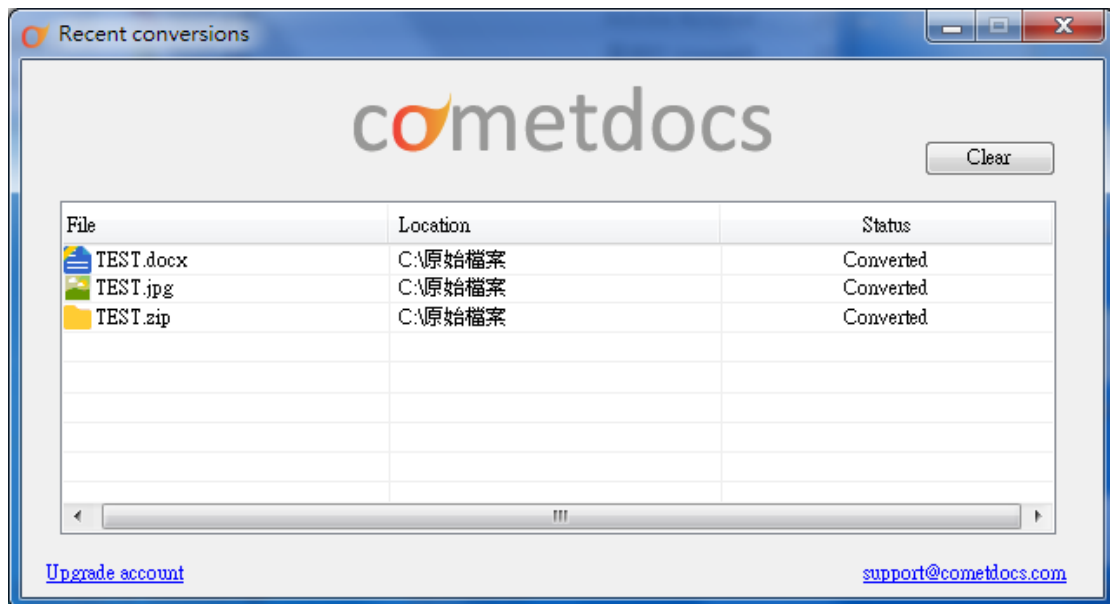 Recent conversions
cometdocs
Clear
File Location Status
TEST.docx C:\原始檔案 Converted
TEST.jpg C:\原始檔案 Converted
TEST.zip C:\原始檔案 Converted
Upgrade account support@cometdocs.com